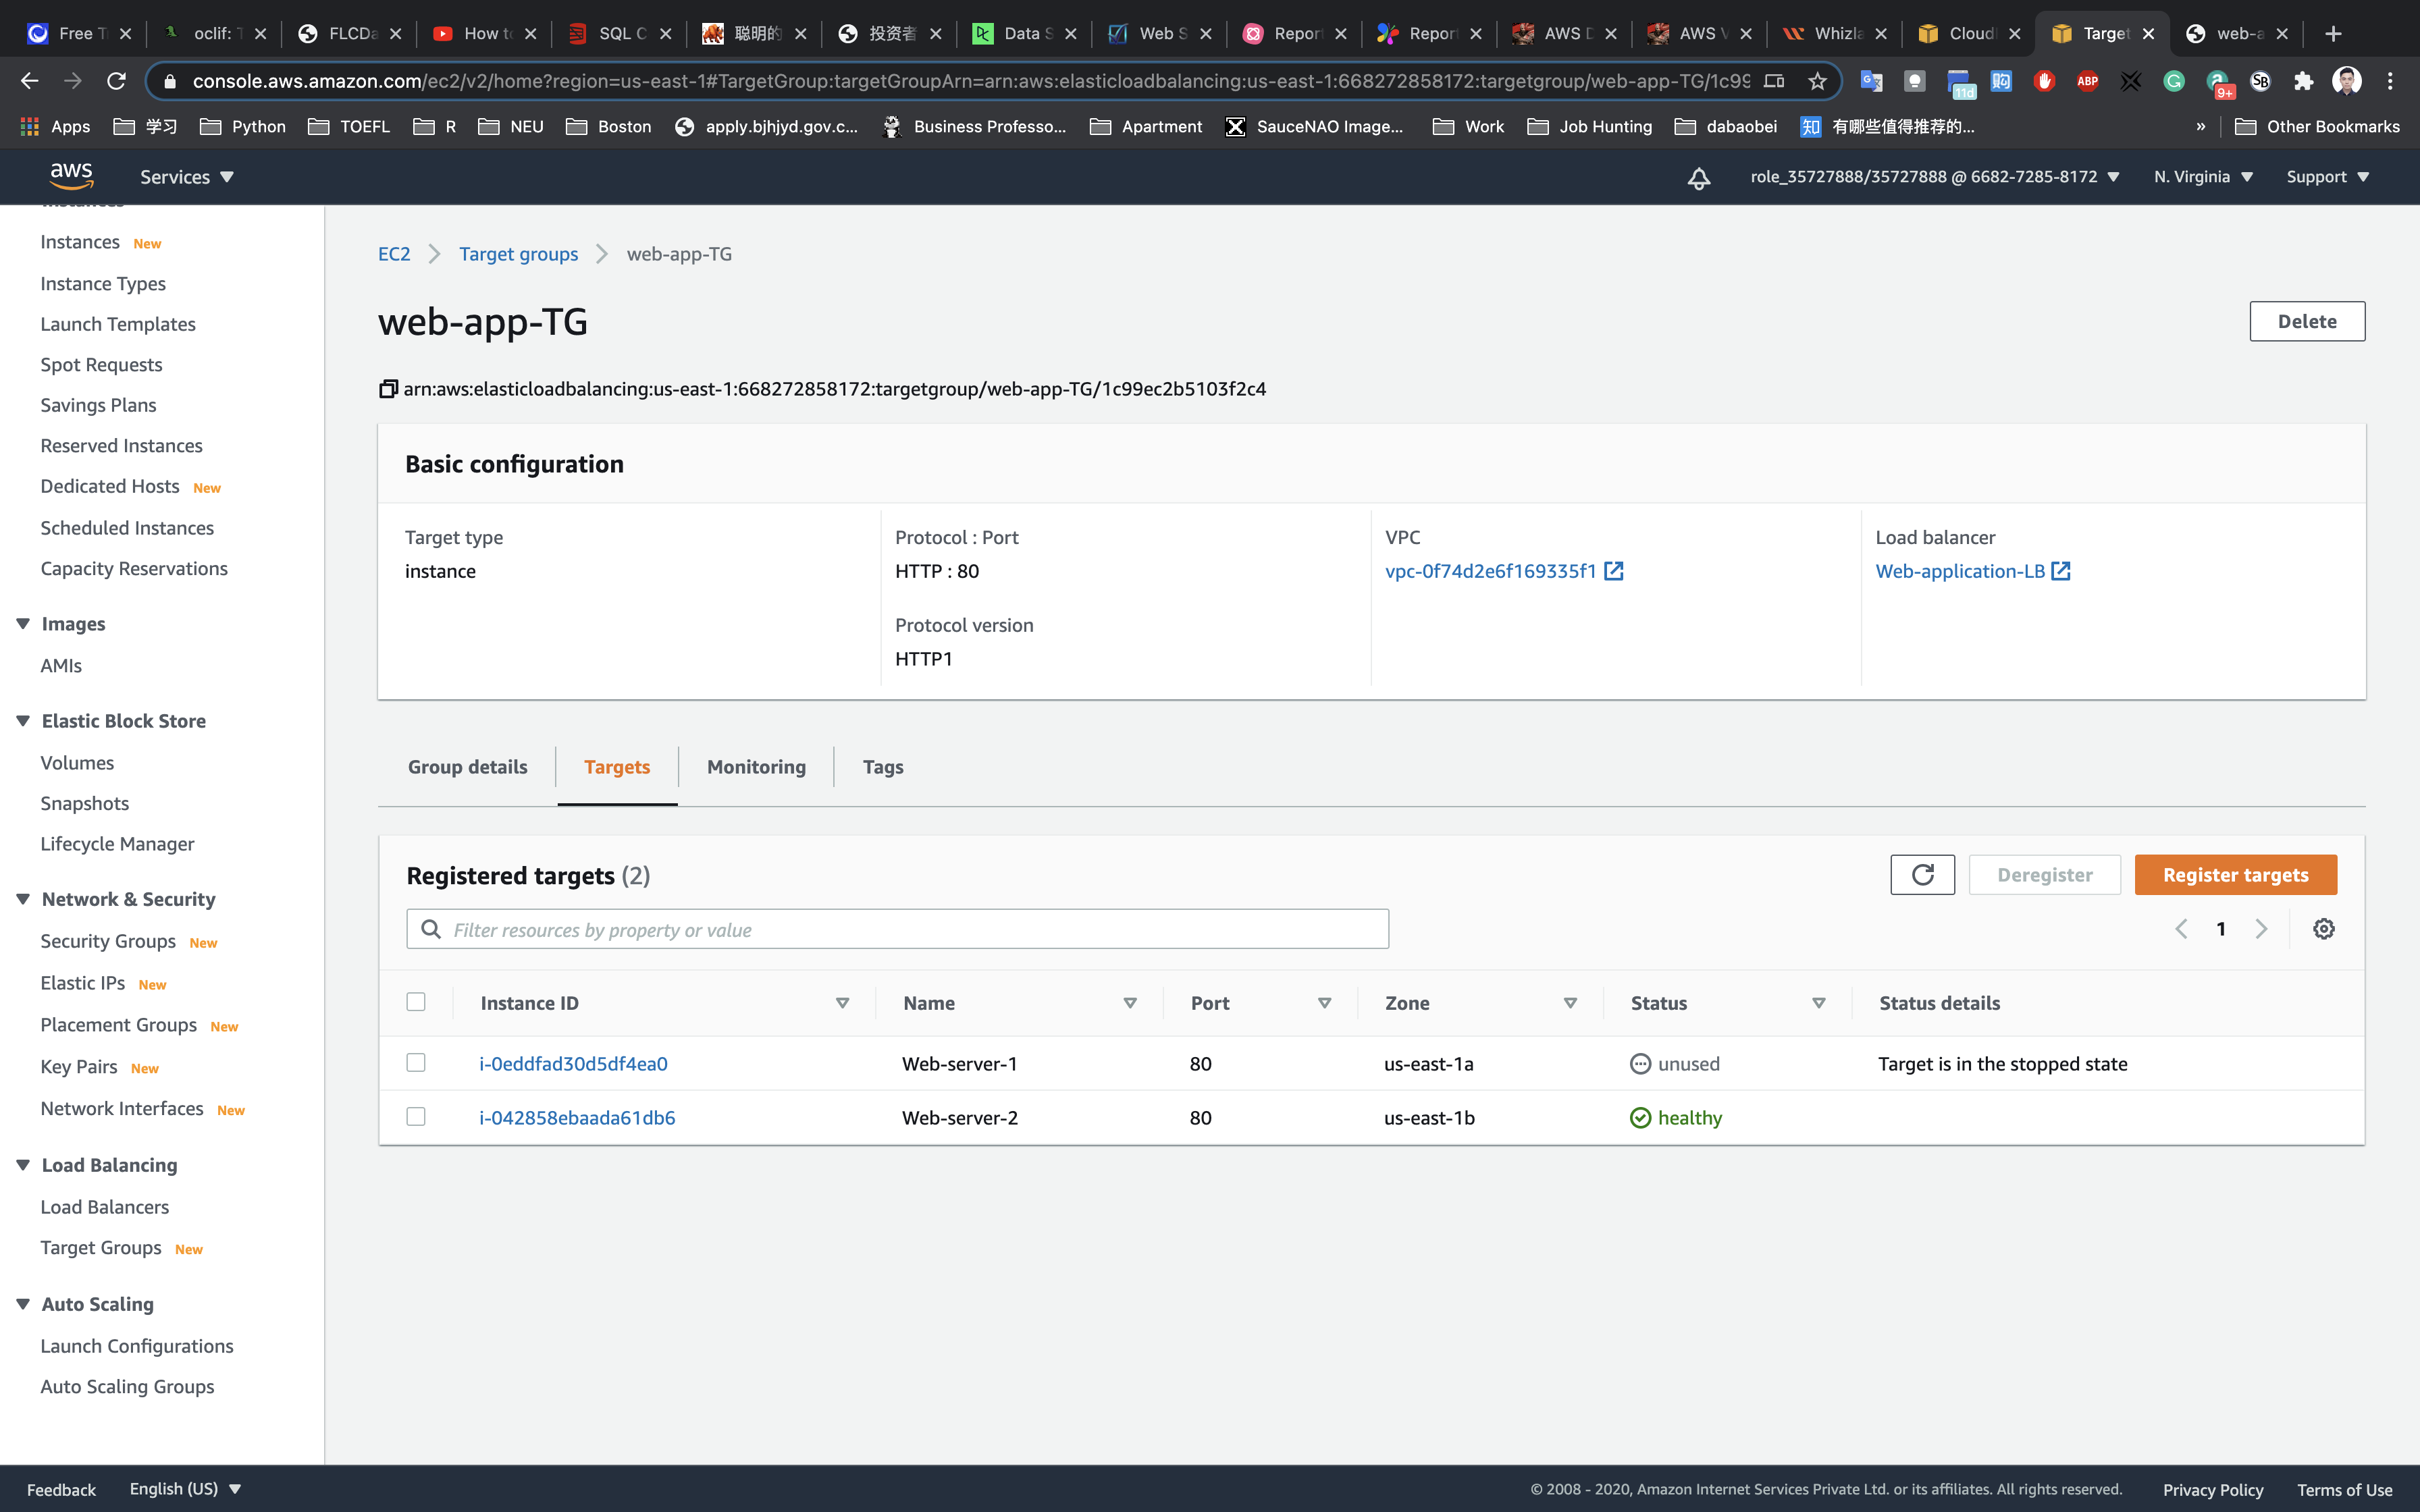 Free T
oclif: T
FLCDa
How to
SQL C
聪明的
投资者
Data S
Web S
Report
Report
AWS D
AWS V
Whizla
Cloud
Target
web-a
console.aws.amazon.com/ec2/v2/home?region=us-east-1#TargetGroup:targetGroupArn=arn:aws:elasticloadbalancing:us-east-1:668272858172:targetgroup/web-app-TG/1c99
11d
ABP
9+
SB
Apps
学习
Python
TOEFL
R
NEU
Boston
apply.bjhjyd.gov.c...
Business Professo...
Apartment
SauceNAO Image...
Work
Job Hunting
dabaobei
知 有哪些值得推荐的...
»
Other Bookmarks
aws
Services
role_35727888/35727888 @ 6682-7285-8172
N. Virginia
Support
Instances
Instances New
Instance Types
Launch Templates
Spot Requests
Savings Plans
Reserved Instances
Dedicated Hosts New
Scheduled Instances
Capacity Reservations
Images
AMIs
Elastic Block Store
Volumes
Snapshots
Lifecycle Manager
Network & Security
Security Groups New
Elastic IPs New
Placement Groups New
Key Pairs New
Network Interfaces New
Load Balancing
Load Balancers
Target Groups New
Auto Scaling
Launch Configurations
Auto Scaling Groups
EC2 > Target groups > web-app-TG
web-app-TG
Delete
arn:aws:elasticloadbalancing:us-east-1:668272858172:targetgroup/web-app-TG/1c99ec2b5103f2c4
Basic configuration
Target type
instance
Protocol : Port
HTTP : 80
Protocol version
HTTP1
VPC
vpc-0f74d2e6f169335f1
Load balancer
Web-application-LB
Group details
Targets
Monitoring
Tags
Registered targets (2)
Deregister
Register targets
Filter resources by property or value
1
Instance ID Name Port Zone Status Status details
i-0eddfad30d5df4ea0 Web-server-1 80 us-east-1a unused Target is in the stopped state
i-042858ebaada61db6 Web-server-2 80 us-east-1b healthy
Feedback
English (US)
© 2008 - 2020, Amazon Internet Services Private Ltd. or its affiliates. All rights reserved.
Privacy Policy
Terms of Use